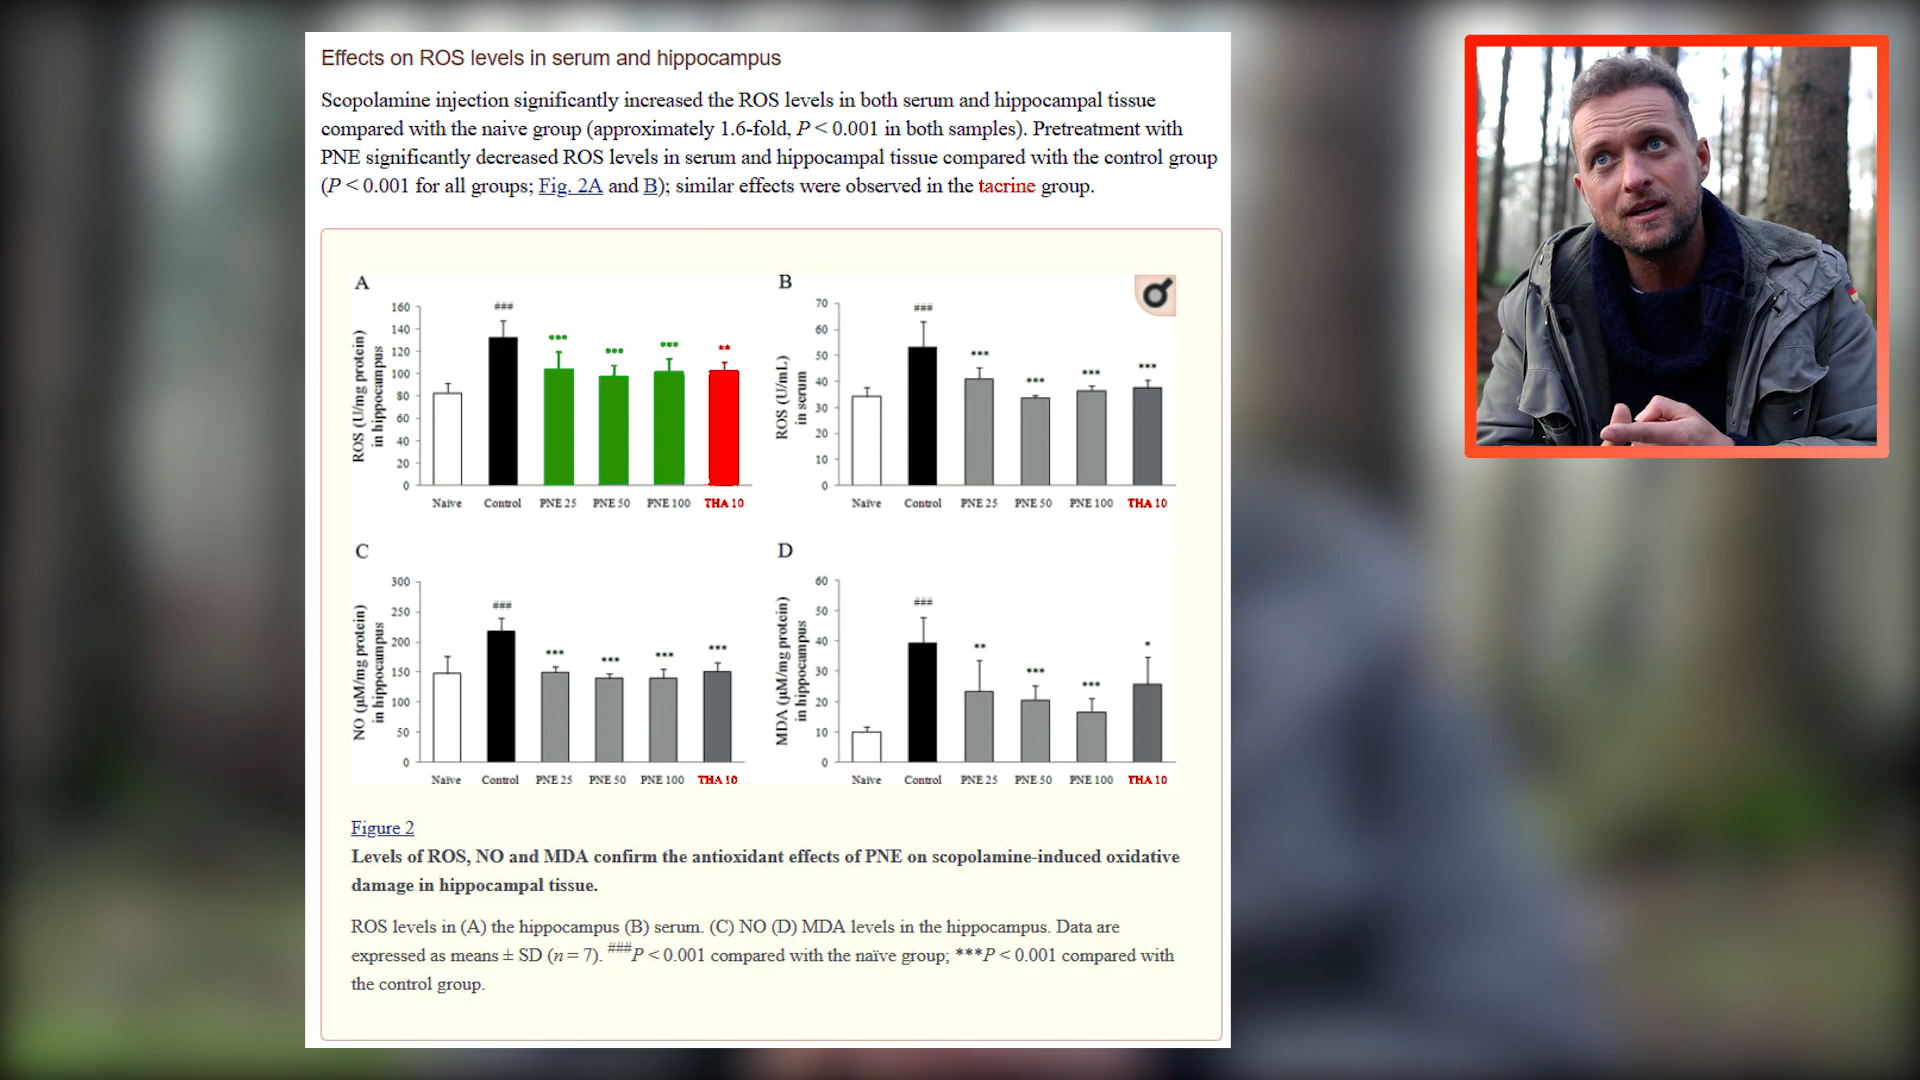 Effects on ROS levels in serum and hippocampus
Scopolamine injection significantly increased the ROS levels in both serum and hippocampal tissue
compared with the naive group (approximately 1.6-fold, P < 0.001 in both samples). Pretreatment with
PNE significantly decreased ROS levels in serum and hippocampal tissue compared with the control group
(P < 0.001 for all groups; Fig. 2A and B); similar effects were observed in the tacrine group.
A
ROS (U/mg protein)
in hippocampus
160
140
120
100
80
60
40
20
0
###
***
***
***
**
Naïve Control PNE 25 PNE 50 PNE 100 THA 10
B
ROS (U/mL)
in serum
70
60
50
40
30
20
10
0
###
***
***
***
***
Naïve Control PNE 25 PNE 50 PNE 100 THA 10
C
NO (μM/mg protein)
in hippocampus
300
250
200
150
100
50
0
###
***
***
***
***
Naïve Control PNE 25 PNE 50 PNE 100 THA 10
D
MDA (μM/mg protein)
in hippocampus
60
50
40
30
20
10
0
###
**
***
***
*
Naïve Control PNE 25 PNE 50 PNE 100 THA 10
Figure 2
Levels of ROS, NO and MDA confirm the antioxidant effects of PNE on scopolamine-induced oxidative
damage in hippocampal tissue.
ROS levels in (A) the hippocampus (B) serum. (C) NO (D) MDA levels in the hippocampus. Data are
expressed as means ± SD (n = 7). ###P < 0.001 compared with the naïve group; ***P < 0.001 compared with
the control group.